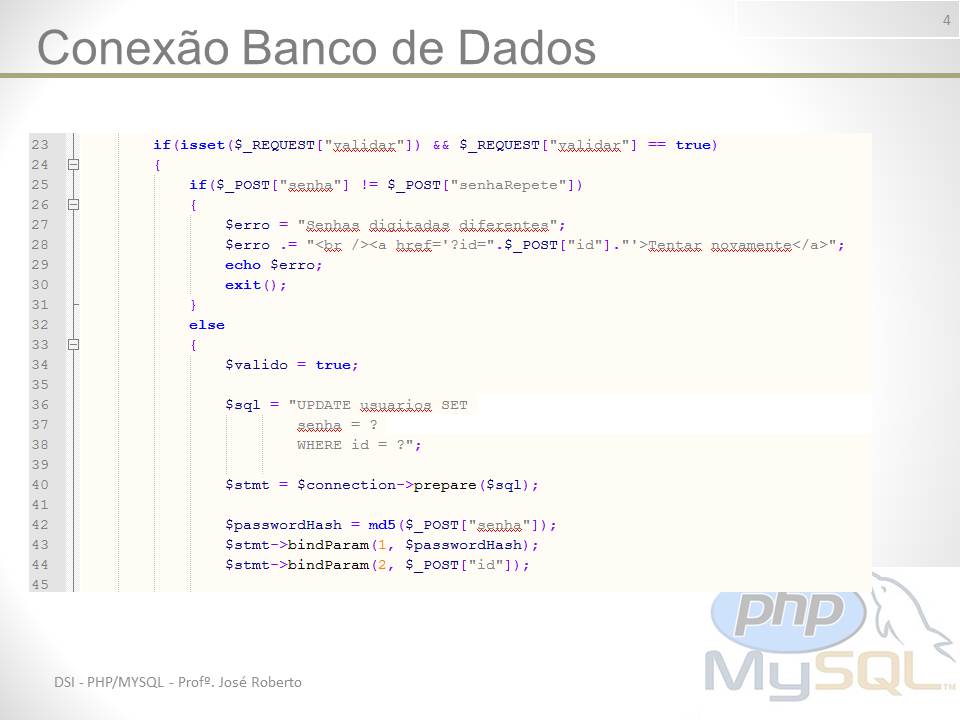 4
Conexão Banco de Dados
23 if(isset($_REQUEST["validar"]) && $_REQUEST["validar"] == true)
24 {
25 if($_POST["senha"] != $_POST["senhaRepete"])
26 {
27 $erro = "Senhas digitadas diferentes";
28 $erro .= "<br /><a href='?id=".$_POST["id"]."'>Tentar novamente</a>";
29 echo $erro;
30 exit();
31 }
32 else
33 {
34 $valido = true;
35
36 $sql = "UPDATE usuarios SET
37 senha = ?
38 WHERE id = ?";
39
40 $stmt = $connection->prepare($sql);
41
42 $passwordHash = md5($_POST["senha"]);
43 $stmt->bindParam(1, $passwordHash);
44 $stmt->bindParam(2, $_POST["id"]);
45
php
MySQL™
DSI - PHP/MYSQL - Profº. José Roberto